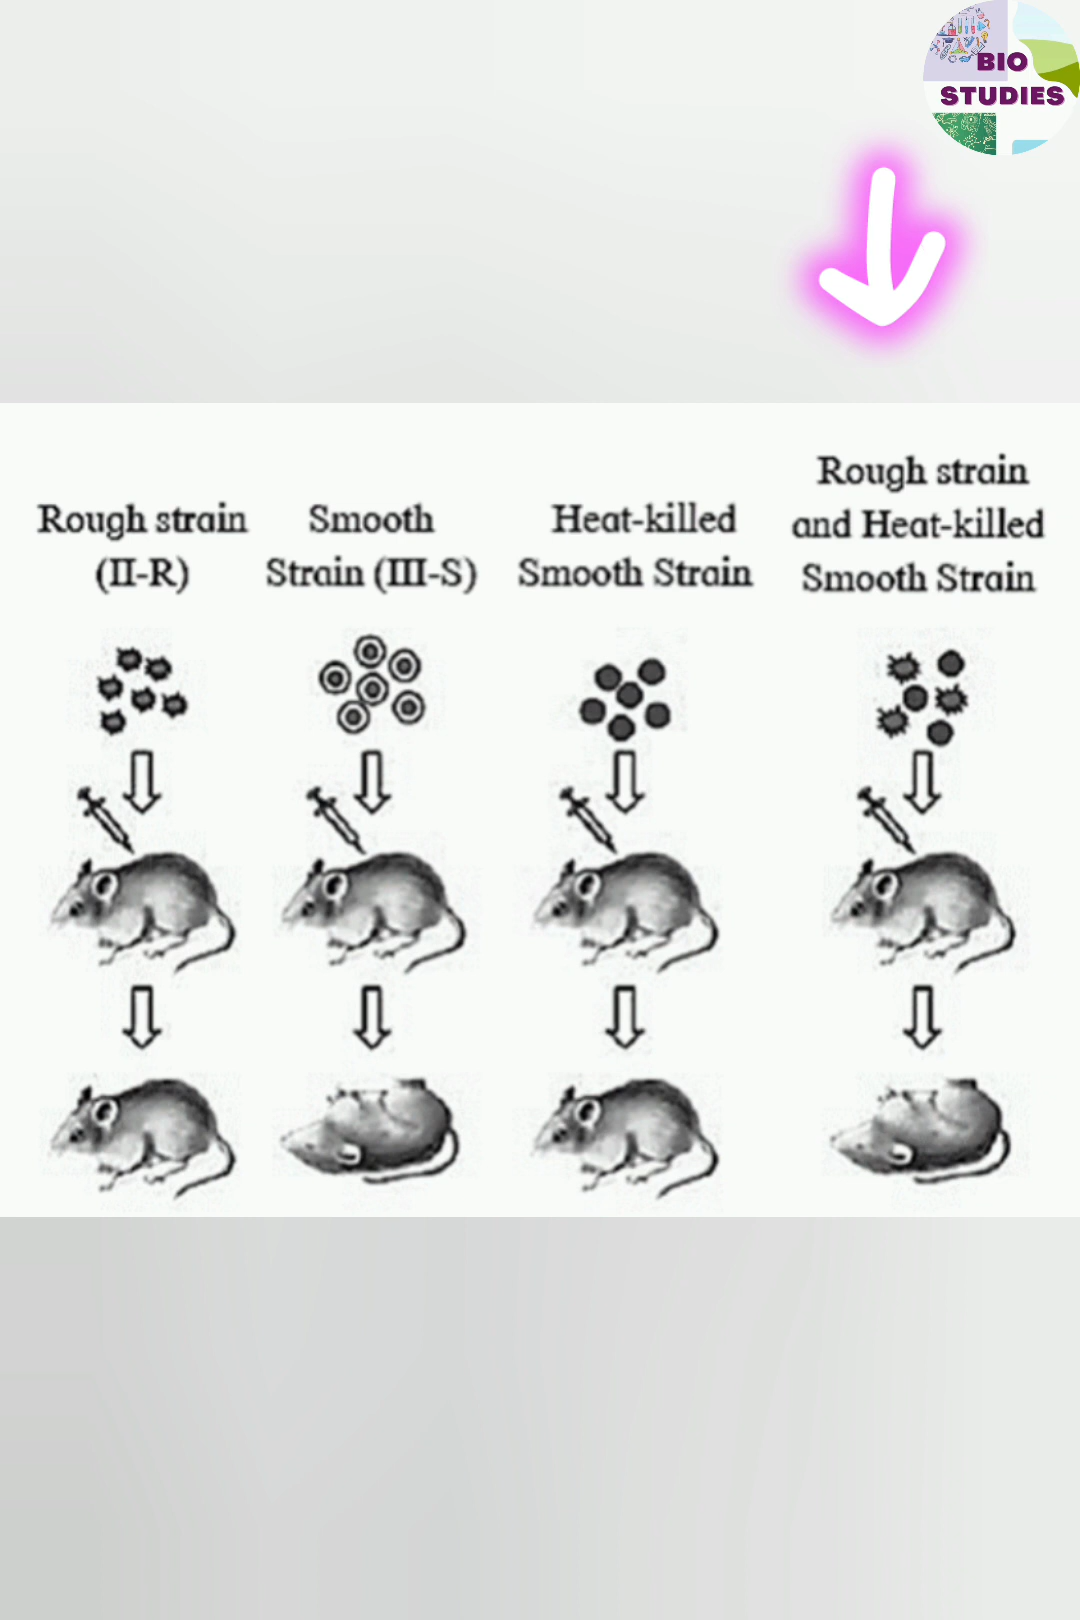 BIO
STUDIES
Rough strain
(II-R)
Smooth
Strain (III-S)
Heat-killed
Smooth Strain
Rough strain
and Heat-killed
Smooth Strain